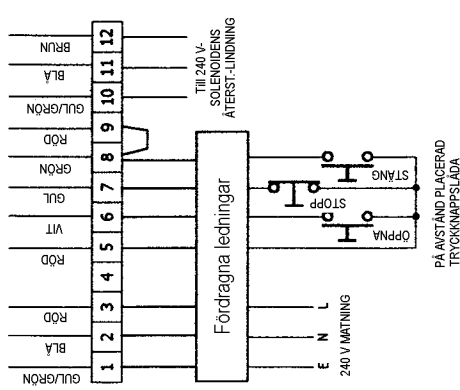 BRUN
BLÅ
GUL/GRÖN
RÖD
GRÖN
GUL
VIT
RÖD
RÖD
BLÅ
GUL/GRÖN
12
11
10
9
8
7
6
5
4
3
2
1
Till 240 V-
SOLENOIDENS
ÅTERST.-LINDNING
Fördragna ledningar
STÄNG
STOPP
ÖPPNA
L
N
E
240 V MATNING
PÅ AVSTÅND PLACERAD
TRYCKKNAPPSLÅDA